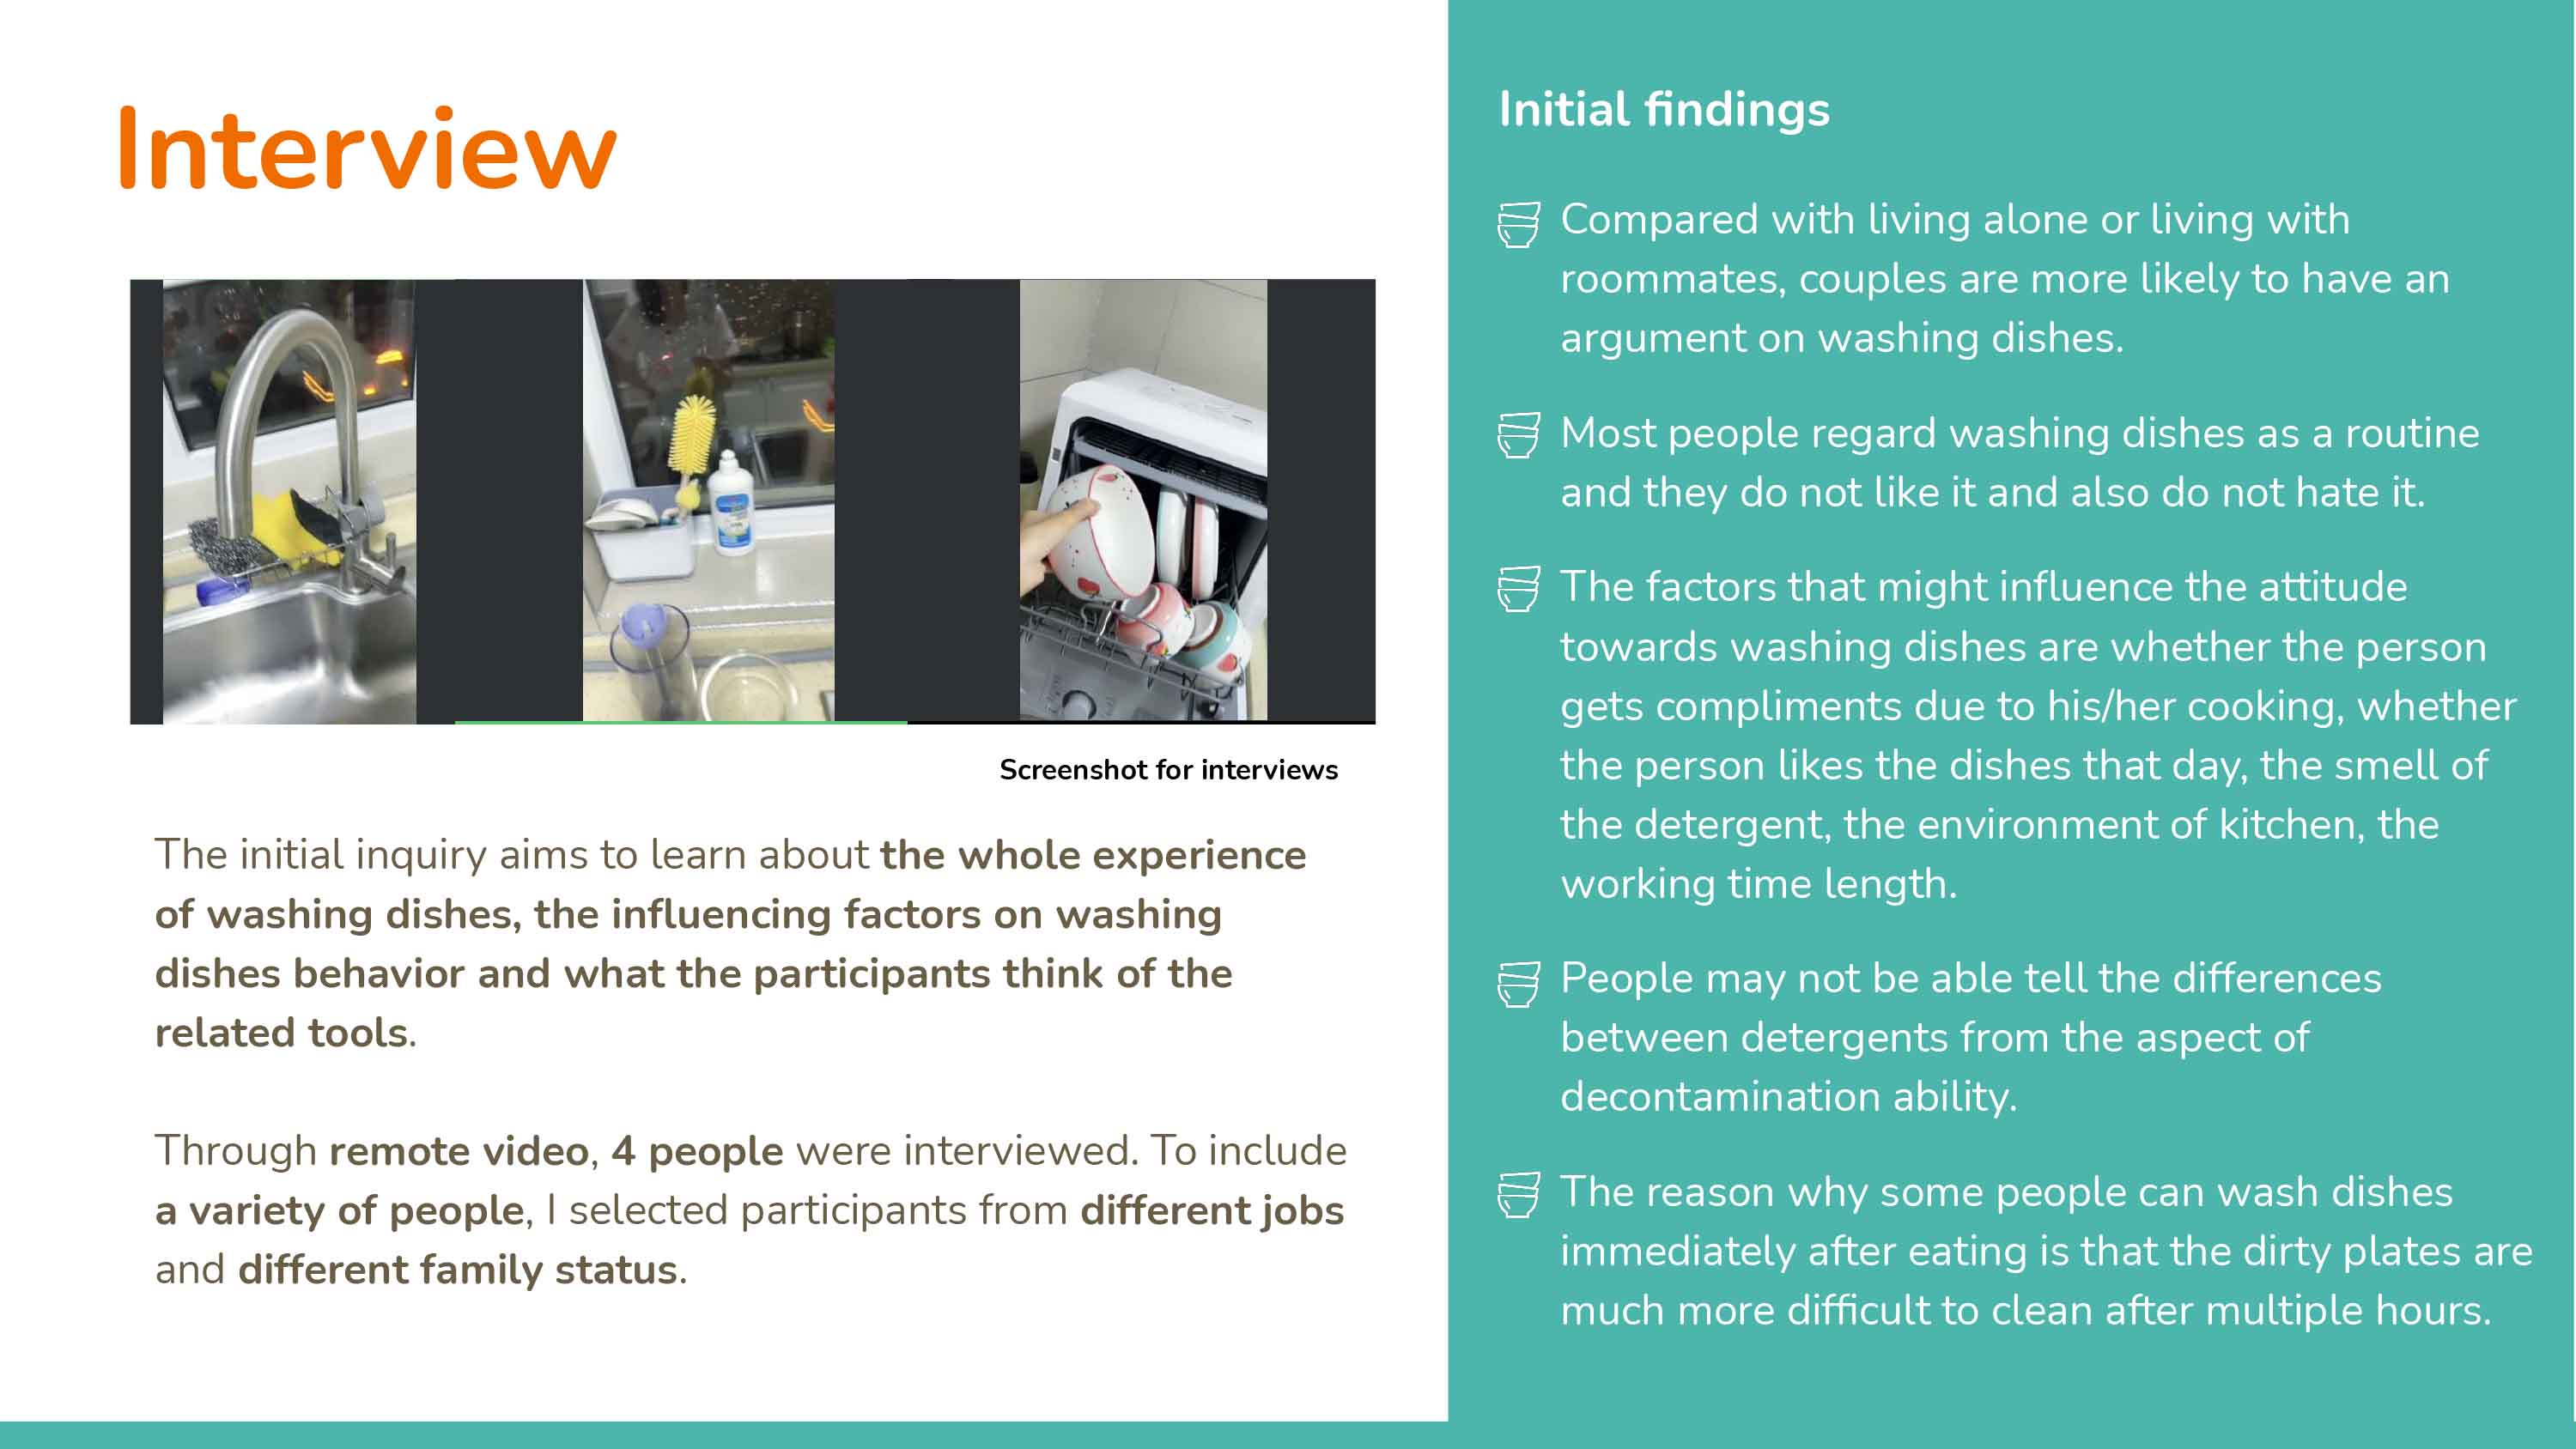 Interview
Screenshot for interviews
The initial inquiry aims to learn about the whole experience
of washing dishes, the influencing factors on washing
dishes behavior and what the participants think of the
related tools.
Through remote video, 4 people were interviewed. To include
a variety of people, I selected participants from different jobs
and different family status.
Initial findings
Compared with living alone or living with
roommates, couples are more likely to have an
argument on washing dishes.
Most people regard washing dishes as a routine
and they do not like it and also do not hate it.
The factors that might influence the attitude
towards washing dishes are whether the person
gets compliments due to his/her cooking, whether
the person likes the dishes that day, the smell of
the detergent, the environment of kitchen, the
working time length.
People may not be able tell the differences
between detergents from the aspect of
decontamination ability.
The reason why some people can wash dishes
immediately after eating is that the dirty plates are
much more difficult to clean after multiple hours.